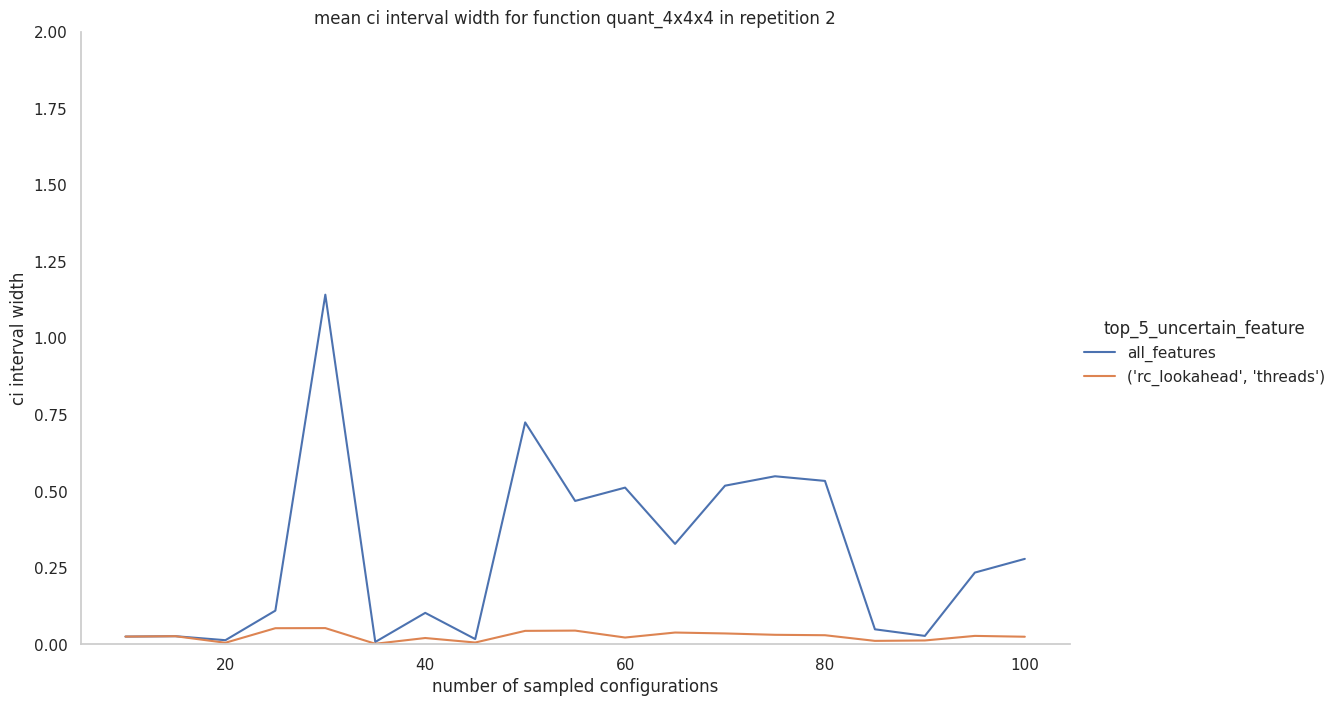 mean ci interval width for function quant_4x4x4 in repetition 2
2.00
1.75
1.50
1.25
1.00
0.75
0.50
0.25
0.00
ci interval width
20
40
60
80
100
number of sampled configurations
top_5_uncertain_feature
all_features
('rc_lookahead', 'threads')